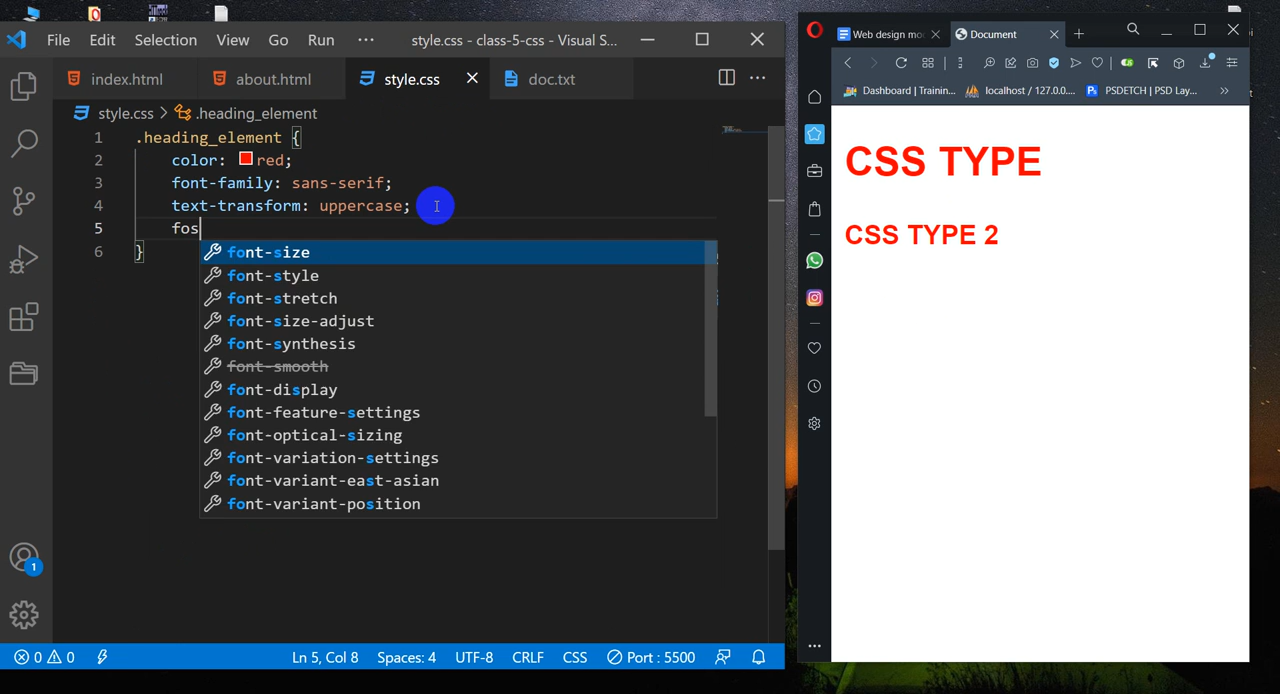 File Edit Selection View Go Run ··· style.css - class-5-css - Visual S...
index.html about.html style.css doc.txt
style.css > .heading_element
1 .heading_element {
2 color: red;
3 font-family: sans-serif;
4 text-transform: uppercase;
5 fos
6 }
font-size
font-style
font-stretch
font-size-adjust
font-synthesis
font-smooth
font-display
font-feature-settings
font-optical-sizing
font-variation-settings
font-variant-east-asian
font-variant-position
1
0 0 Ln 5, Col 8 Spaces: 4 UTF-8 CRLF CSS Port : 5500
Web design mo Document
Dashboard | Trainin... localhost / 127.0.0.... PSDETCH | PSD Lay... »
CSS TYPE
CSS TYPE 2